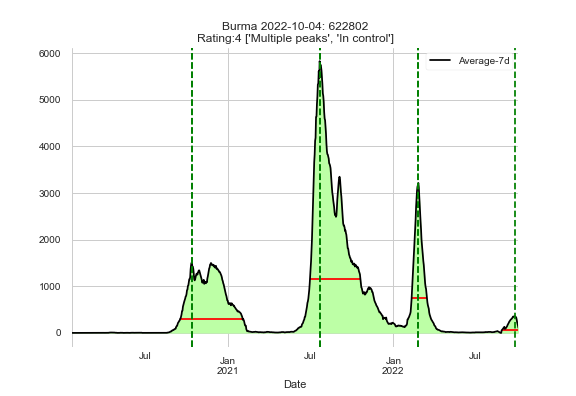 Burma 2022-10-04: 622802
Rating:4 ['Multiple peaks', 'In control']
Average-7d
6000
5000
4000
3000
2000
1000
0
Jul
Jan
2021
Jul
Jan
2022
Jul
Date